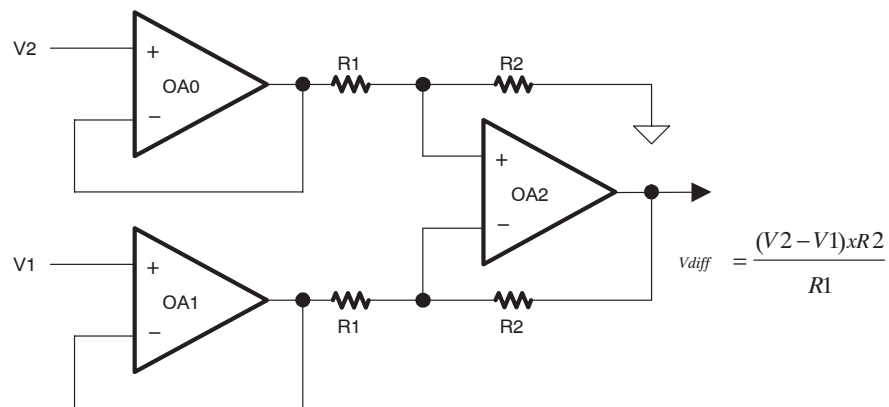 V2
+
OA0
−
R1
R2
+
OA2
−
V1
+
OA1
−
R1
R2
Vdiff = (V2 − V1)xR2
R1